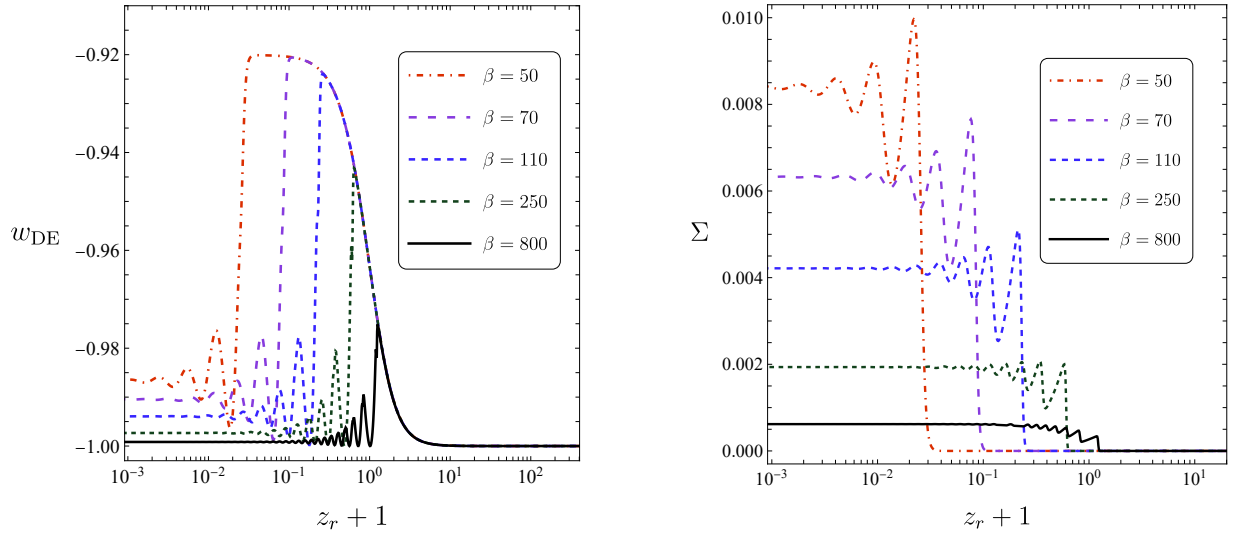 -0.92
-0.94
-0.96
-0.98
-1.00
w_DE
10^-3
10^-2
10^-1
10^0
10^1
10^2
z_r + 1
β = 50
β = 70
β = 110
β = 250
β = 800
0.010
0.008
0.006
0.004
0.002
0.000
Σ
10^-3
10^-2
10^-1
10^0
10^1
z_r + 1
β = 50
β = 70
β = 110
β = 250
β = 800